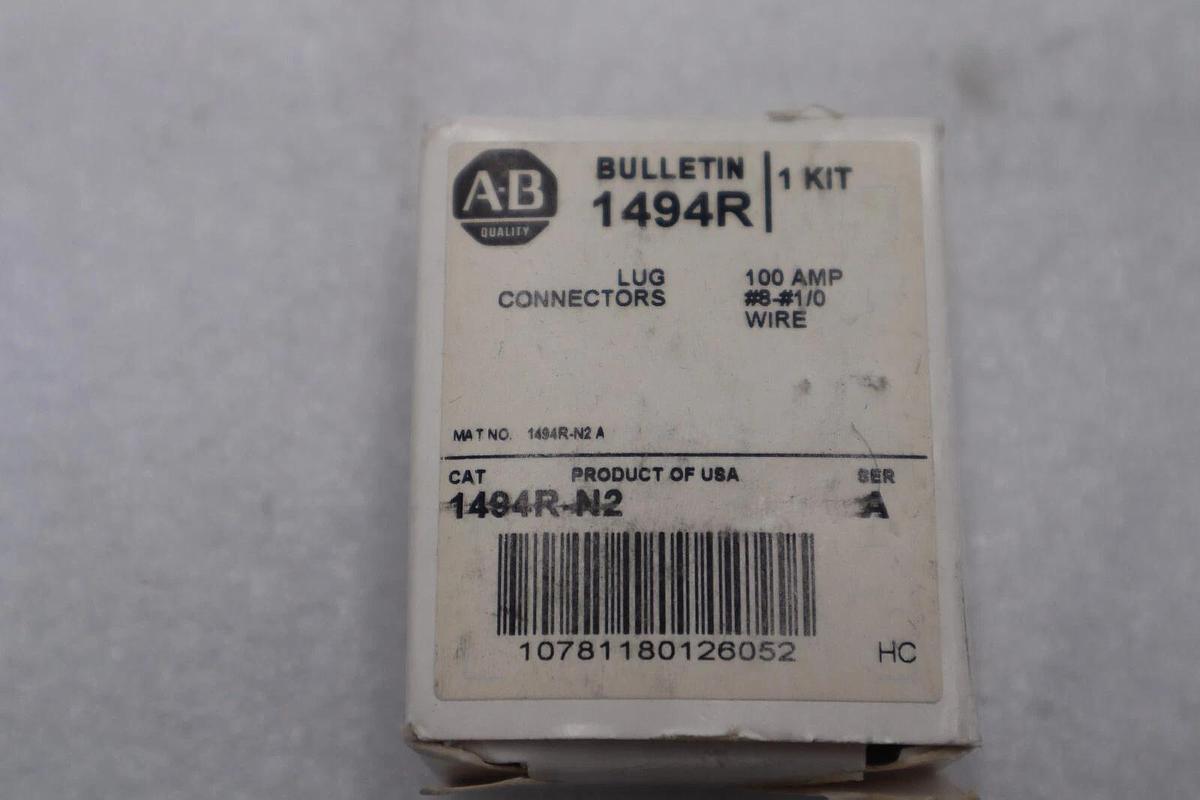 A-B
QUALITY
BULLETIN
1494R
1 KIT
LUG
CONNECTORS
100 AMP
#8-#1/0
WIRE
MAT NO. 1494R-N2 A
CAT PRODUCT OF USA SER
1494R-N2 A
10781180126052 HC